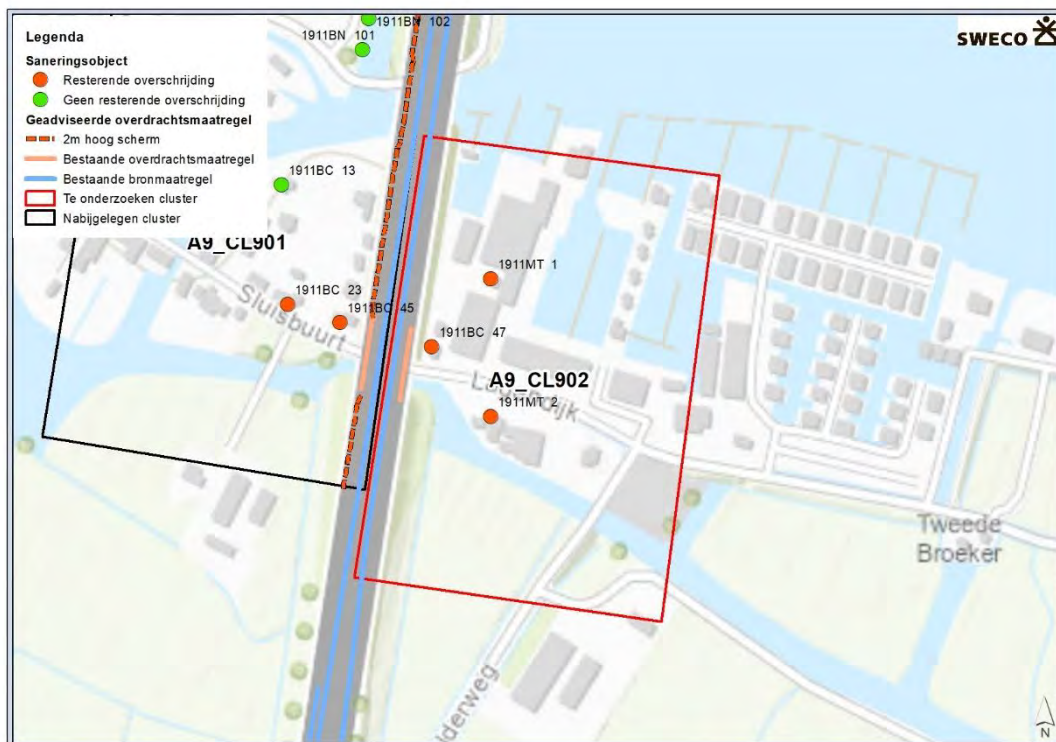 Legenda
Saneringsobject
Resterende overschrijding
Geen resterende overschrijding
Geadviseerde overdrachtsmaatregel
2m hoog scherm
Bestaande overdrachtsmaatregel
Bestaande bronmaatregel
Te onderzoeken cluster
Nabijgelegen cluster
SWECO
1911BN 102
1911BN 101
1911BC 13
A9_CL901
1911MT 1
1911BC 23
1911BC 45
Sluisbuurt
1911BC 47
A9_CL902
Lagendijk
1911MT 2
Tweede
Broeker
lderweg
N